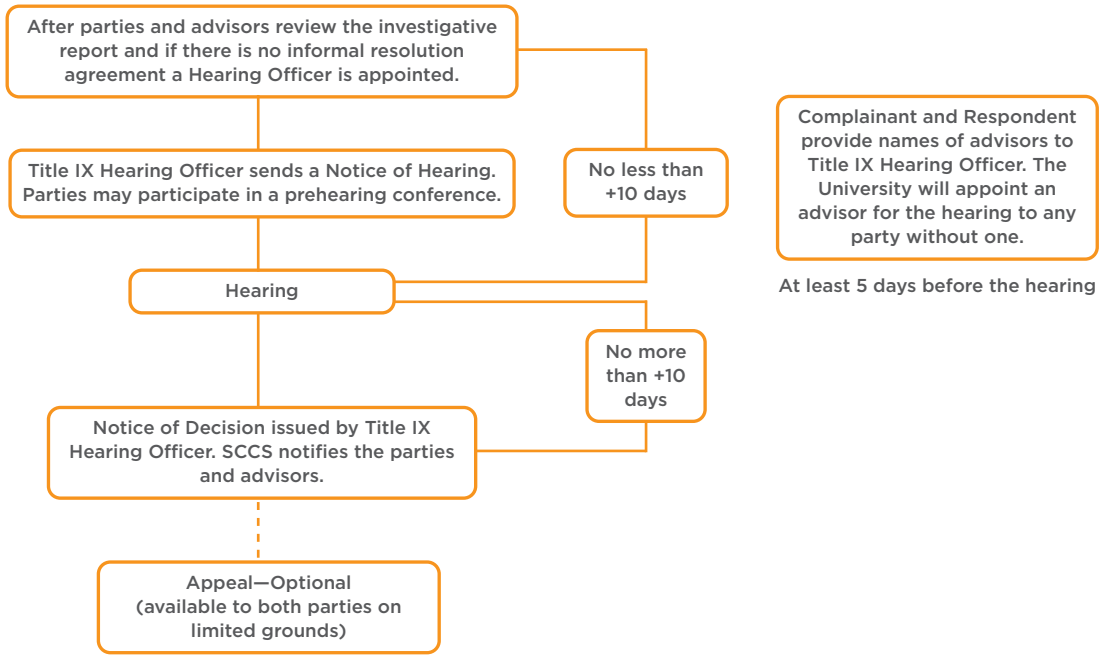 After parties and advisors review the investigative
report and if there is no informal resolution
agreement a Hearing Officer is appointed.
Title IX Hearing Officer sends a Notice of Hearing.
Parties may participate in a prehearing conference.
No less than
+10 days
Hearing
No more
than +10
days
Notice of Decision issued by Title IX
Hearing Officer. SCCS notifies the parties
and advisors.
Appeal—Optional
(available to both parties on
limited grounds)
Complainant and Respondent
provide names of advisors to
Title IX Hearing Officer. The
University will appoint an
advisor for the hearing to any
party without one.
At least 5 days before the hearing